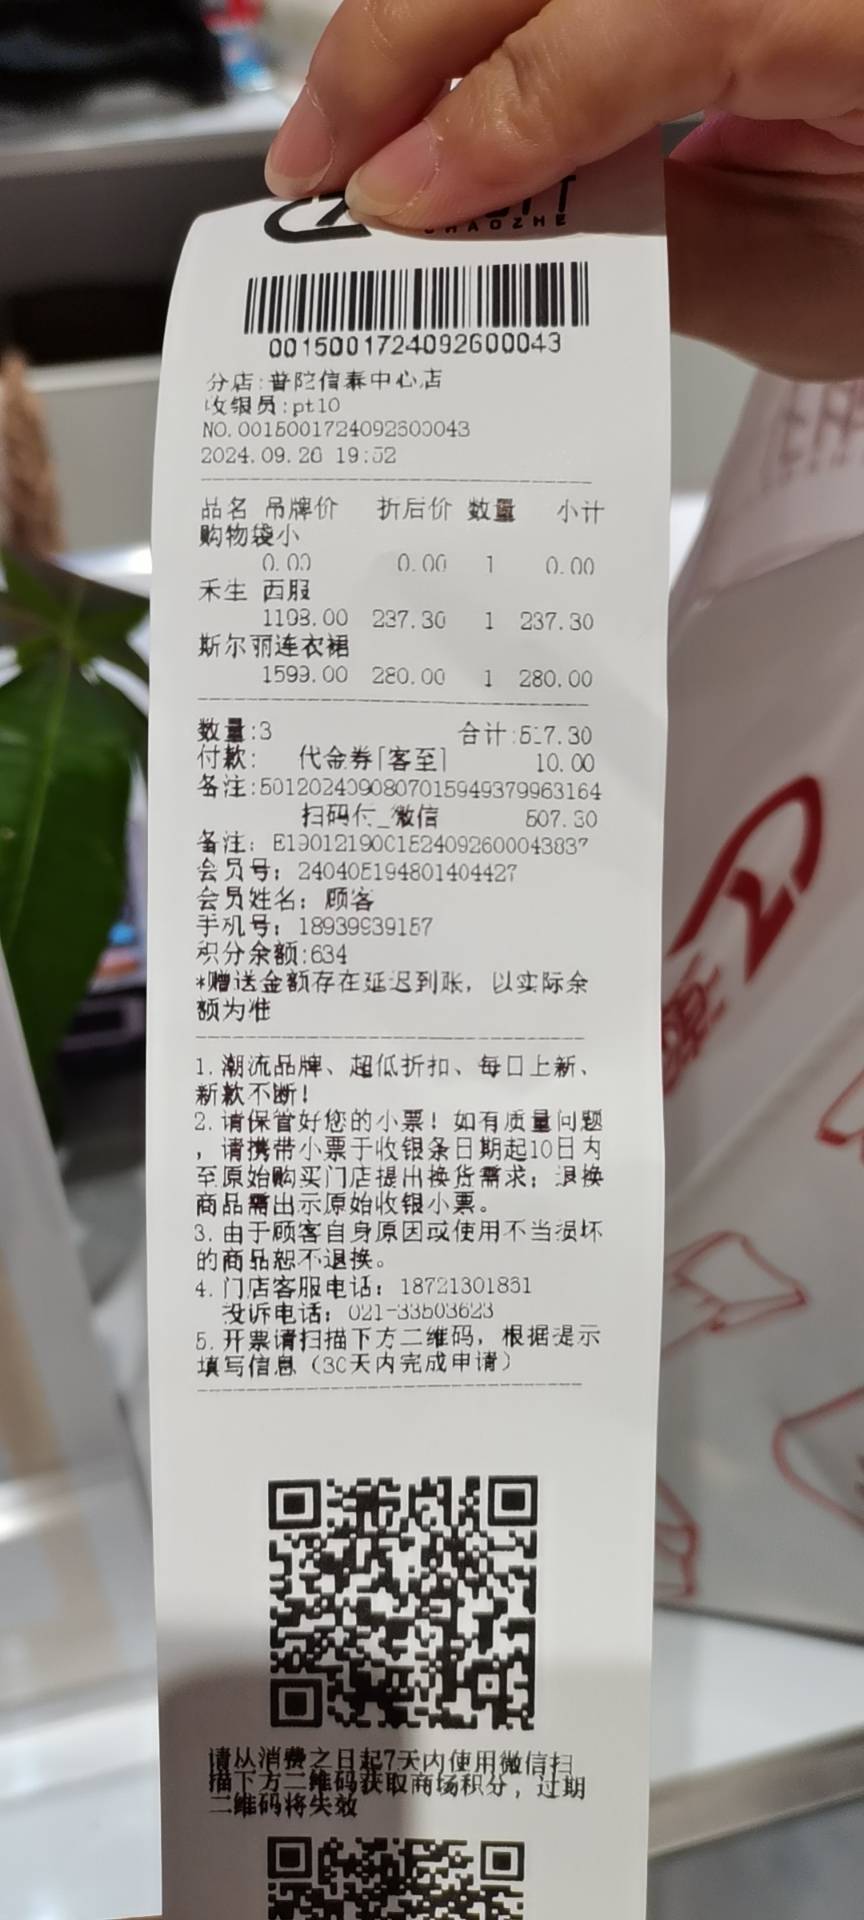 CHAOZHE
0015001724092600043
分店:普陀信泰中心店
收银员:pt10
NO.0015001724092600043
2024.09.26 19:52
品名 吊牌价 折后价 数量 小计
购物袋小
0.00 0.00 1 0.00
禾生 西服
1198.00 237.30 1 237.30
斯尔丽连衣裙
1599.00 280.00 1 280.00
数量:3 合计:517.30
付款: 代金券[客至] 10.00
备注:5012024090807015949379963164
扫码付_微信 507.30
备注: E1901219001524092600043837
会员号: 240405194801404427
会员姓名: 顾客
手机号: 18939939157
积分余额:634
*赠送金额存在延迟到账, 以实际余
额为准
1.潮流品牌、超低折扣、每日上新、
新款不断!
2.请保管好您的小票! 如有质量问题
, 请携带小票于收银条日期起10日内
至原始购买门店提出换货需求; 退换
商品需出示原始收银小票。
3.由于顾客自身原因或使用不当损坏
的商品恕不退换。
4.门店客服电话: 18721301851
投诉电话: 021-33503623
5.开票请扫描下方二维码, 根据提示
填写信息 (30天内完成申请)
请从消费之日起7天内使用微信扫
描下方二维码获取商场积分, 过期
二维码将失效